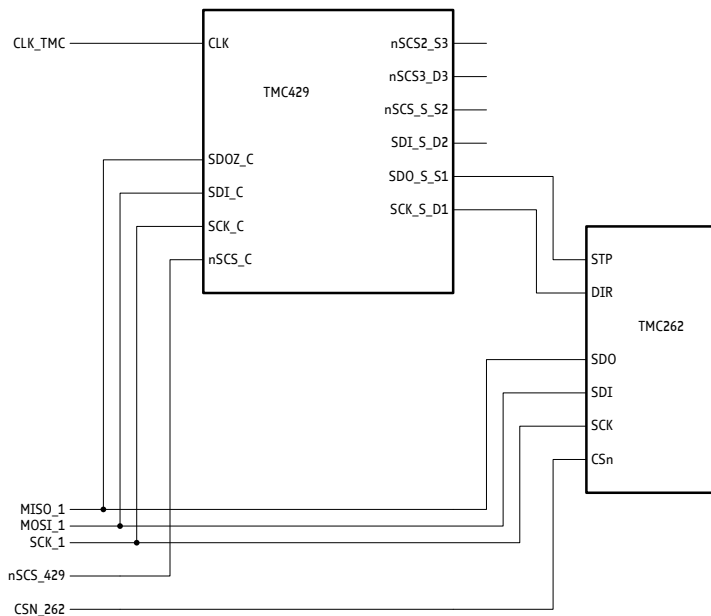 CLK_TMC
CLK
TMC429
nSCS2_S3
nSCS3_D3
nSCS_S_S2
SDI_S_D2
SDO_S_S1
SCK_S_D1
SDOZ_C
SDI_C
SCK_C
nSCS_C
STP
DIR
TMC262
SDO
SDI
SCK
CSn
MISO_1
MOSI_1
SCK_1
nSCS_429
CSN_262